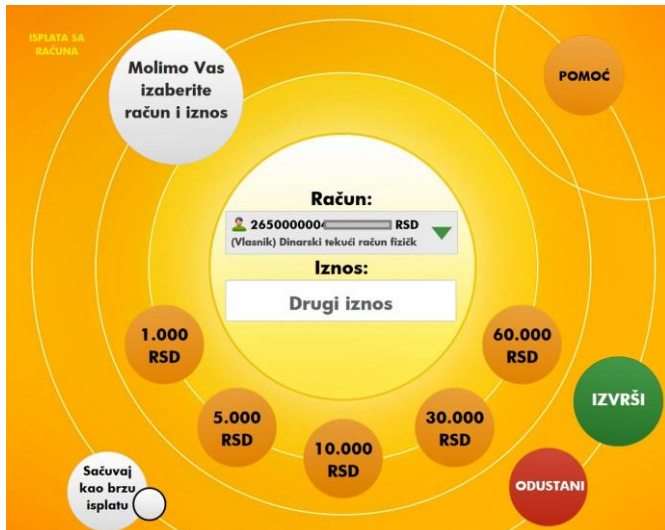 ISPLATA SA
RAČUNA
Molimo Vas
izaberite
račun i iznos
POMOĆ
Račun:
265000000 RSD
(Vlasnik) Dinarski tekući račun fizičk
Iznos:
Drugi iznos
1.000
RSD
5.000
RSD
10.000
RSD
30.000
RSD
60.000
RSD
IZVRŠI
ODUSTANI
Sačuvaj
kao brzu
isplatu